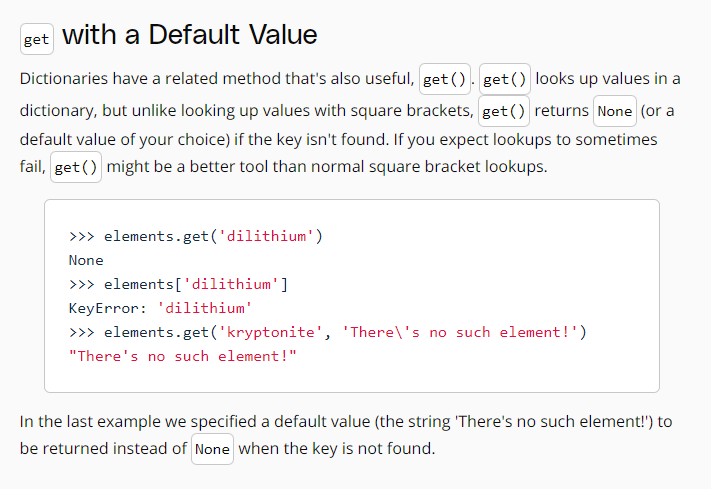 get with a Default Value
Dictionaries have a related method that's also useful, get(). get() looks up values in a
dictionary, but unlike looking up values with square brackets, get() returns None (or a
default value of your choice) if the key isn't found. If you expect lookups to sometimes
fail, get() might be a better tool than normal square bracket lookups.
>>> elements.get('dilithium')
None
>>> elements['dilithium']
KeyError: 'dilithium'
>>> elements.get('kryptonite', 'There\'s no such element!')
"There's no such element!"
In the last example we specified a default value (the string 'There's no such element!') to
be returned instead of None when the key is not found.